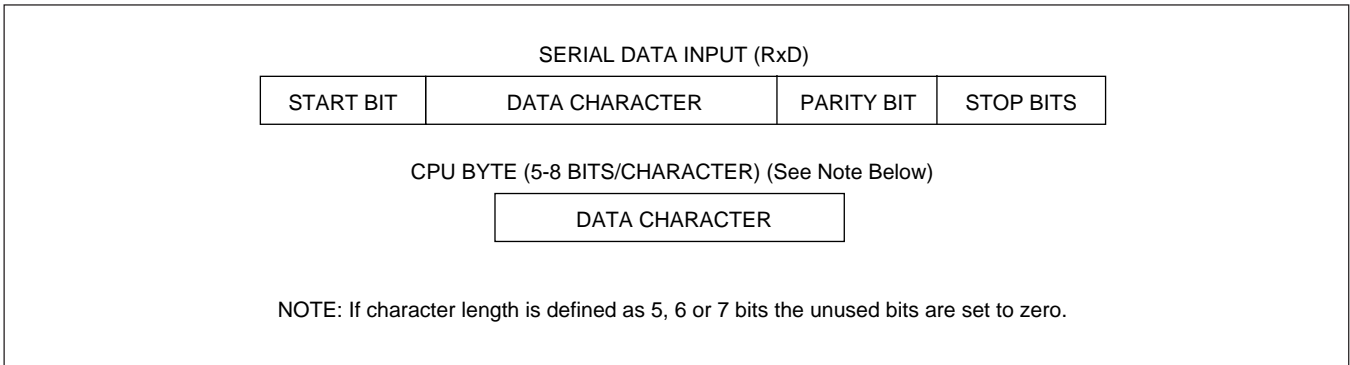 SERIAL DATA INPUT (RxD)
START BIT DATA CHARACTER PARITY BIT STOP BITS
CPU BYTE (5-8 BITS/CHARACTER) (See Note Below)
DATA CHARACTER
NOTE: If character length is defined as 5, 6 or 7 bits the unused bits are set to zero.